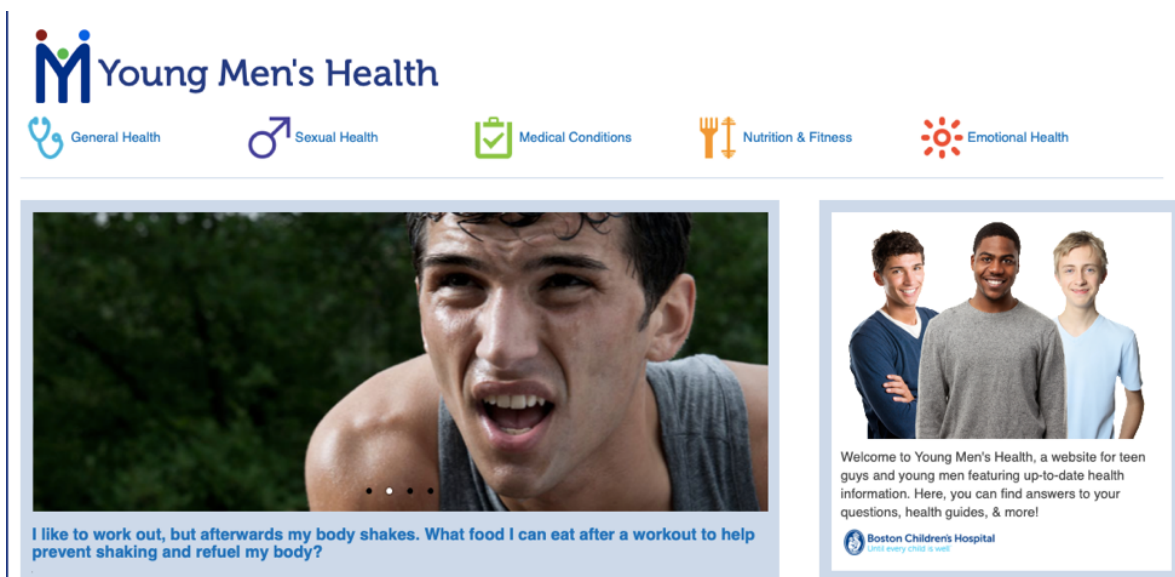 Young Men's Health
General Health
Sexual Health
Medical Conditions
Nutrition & Fitness
Emotional Health
I like to work out, but afterwards my body shakes. What food I can eat after a workout to help
prevent shaking and refuel my body?
Welcome to Young Men's Health, a website for teen
guys and young men featuring up-to-date health
information. Here, you can find answers to your
questions, health guides, & more!
Boston Children's Hospital
Until every child is well